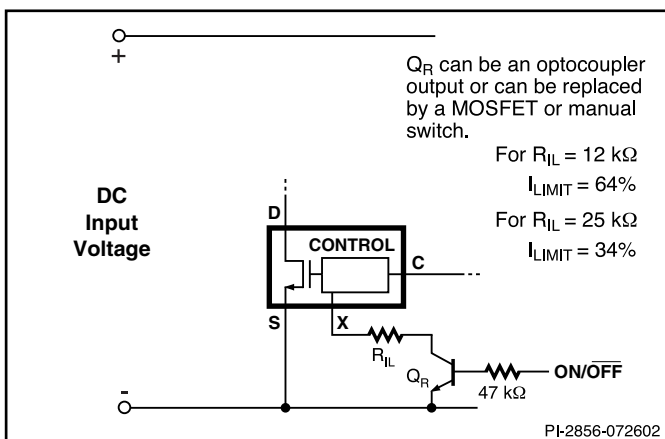 +
Q_R can be an optocoupler
output or can be replaced
by a MOSFET or manual
switch.
For R_IL = 12 kΩ
I_LIMIT = 64%
For R_IL = 25 kΩ
I_LIMIT = 34%
DC
Input
Voltage
D
CONTROL
C
S
X
R_IL
Q_R
47 kΩ
ON/O̅F̅F̅
-
PI-2856-072602